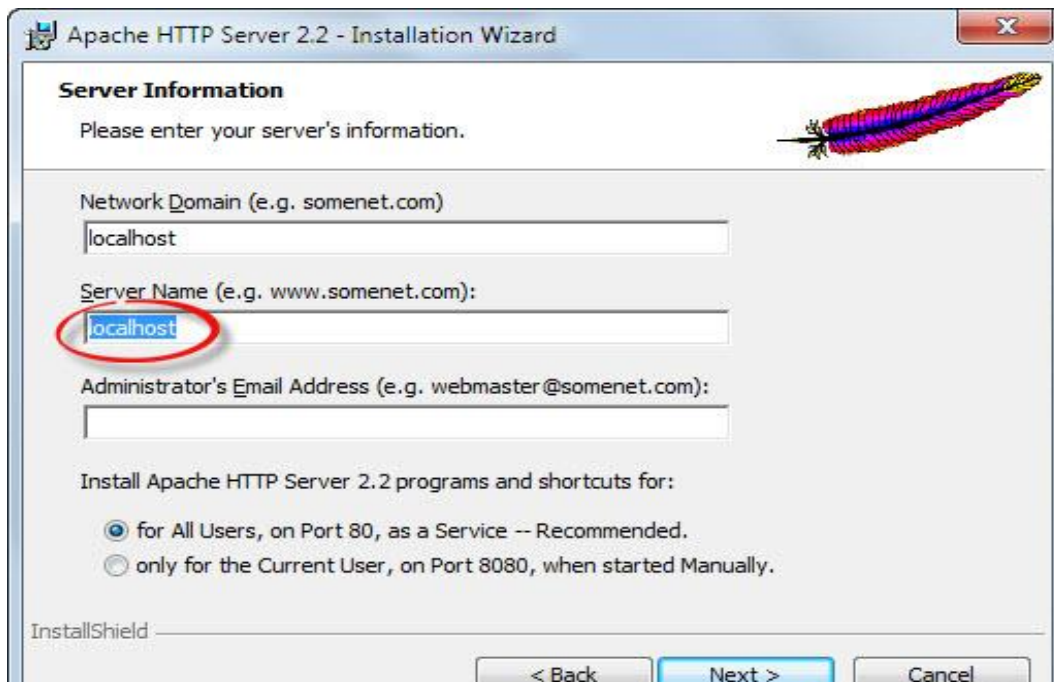 Apache HTTP Server 2.2 - Installation Wizard
Server Information
Please enter your server's information.
Network Domain (e.g. somenet.com)
localhost
Server Name (e.g. www.somenet.com):
localhost
Administrator's Email Address (e.g. webmaster@somenet.com):
Install Apache HTTP Server 2.2 programs and shortcuts for:
for All Users, on Port 80, as a Service -- Recommended.
only for the Current User, on Port 8080, when started Manually.
InstallShield
< Back Next > Cancel